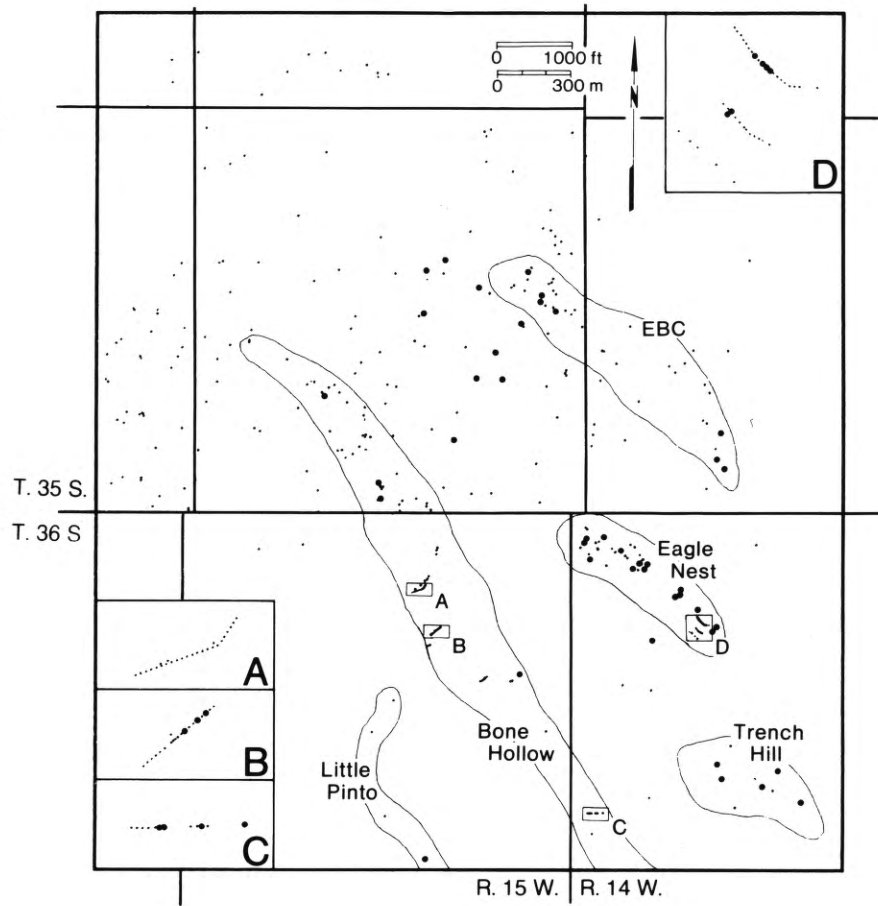 0 1000 ft
0 300 m
N
D
EBC
T. 35 S.
T. 36 S
Eagle
Nest
A
B
D
A
B
C
Bone
Hollow
Little
Pinto
Trench
Hill
C
R. 15 W. R. 14 W.